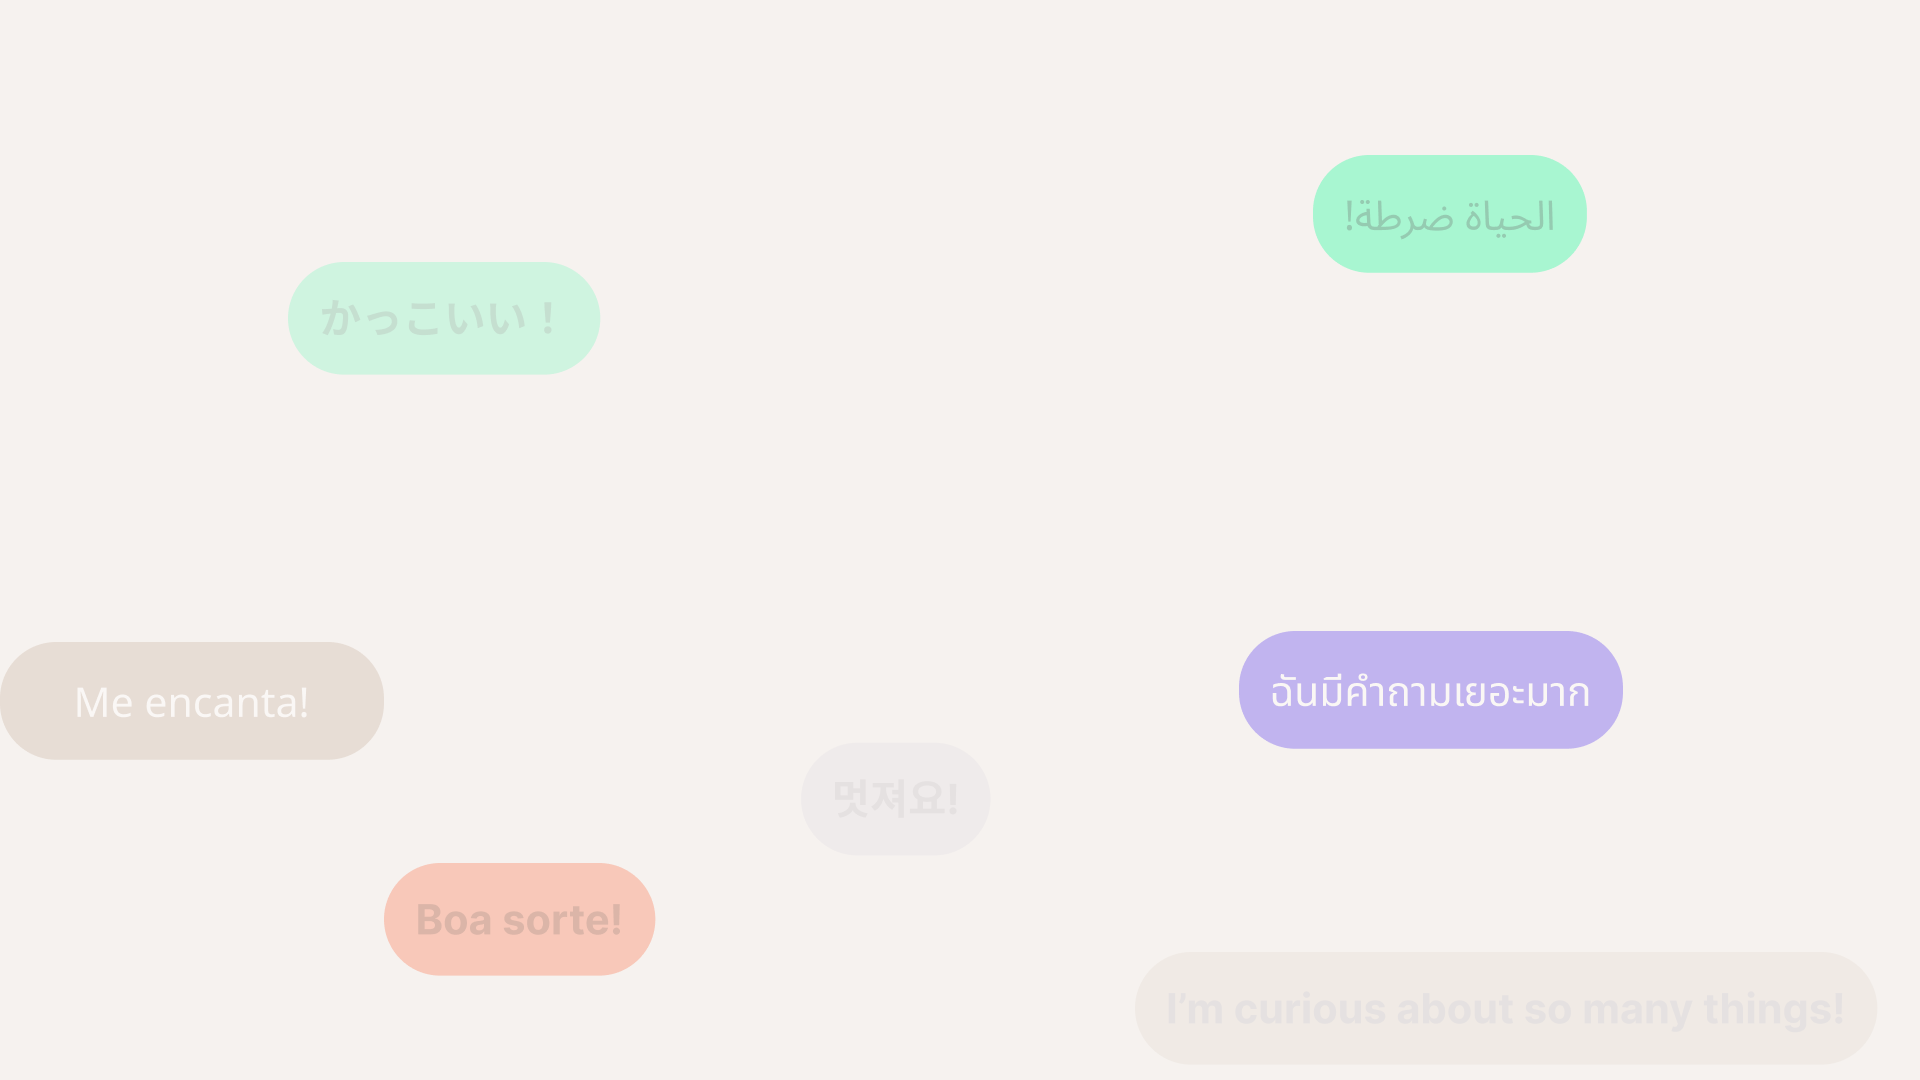 الحياة ضرطة!
かっこいい！
ฉันมีคำถามเยอะมาก
Me encanta!
멋져요!
Boa sorte!
I’m curious about so many things!